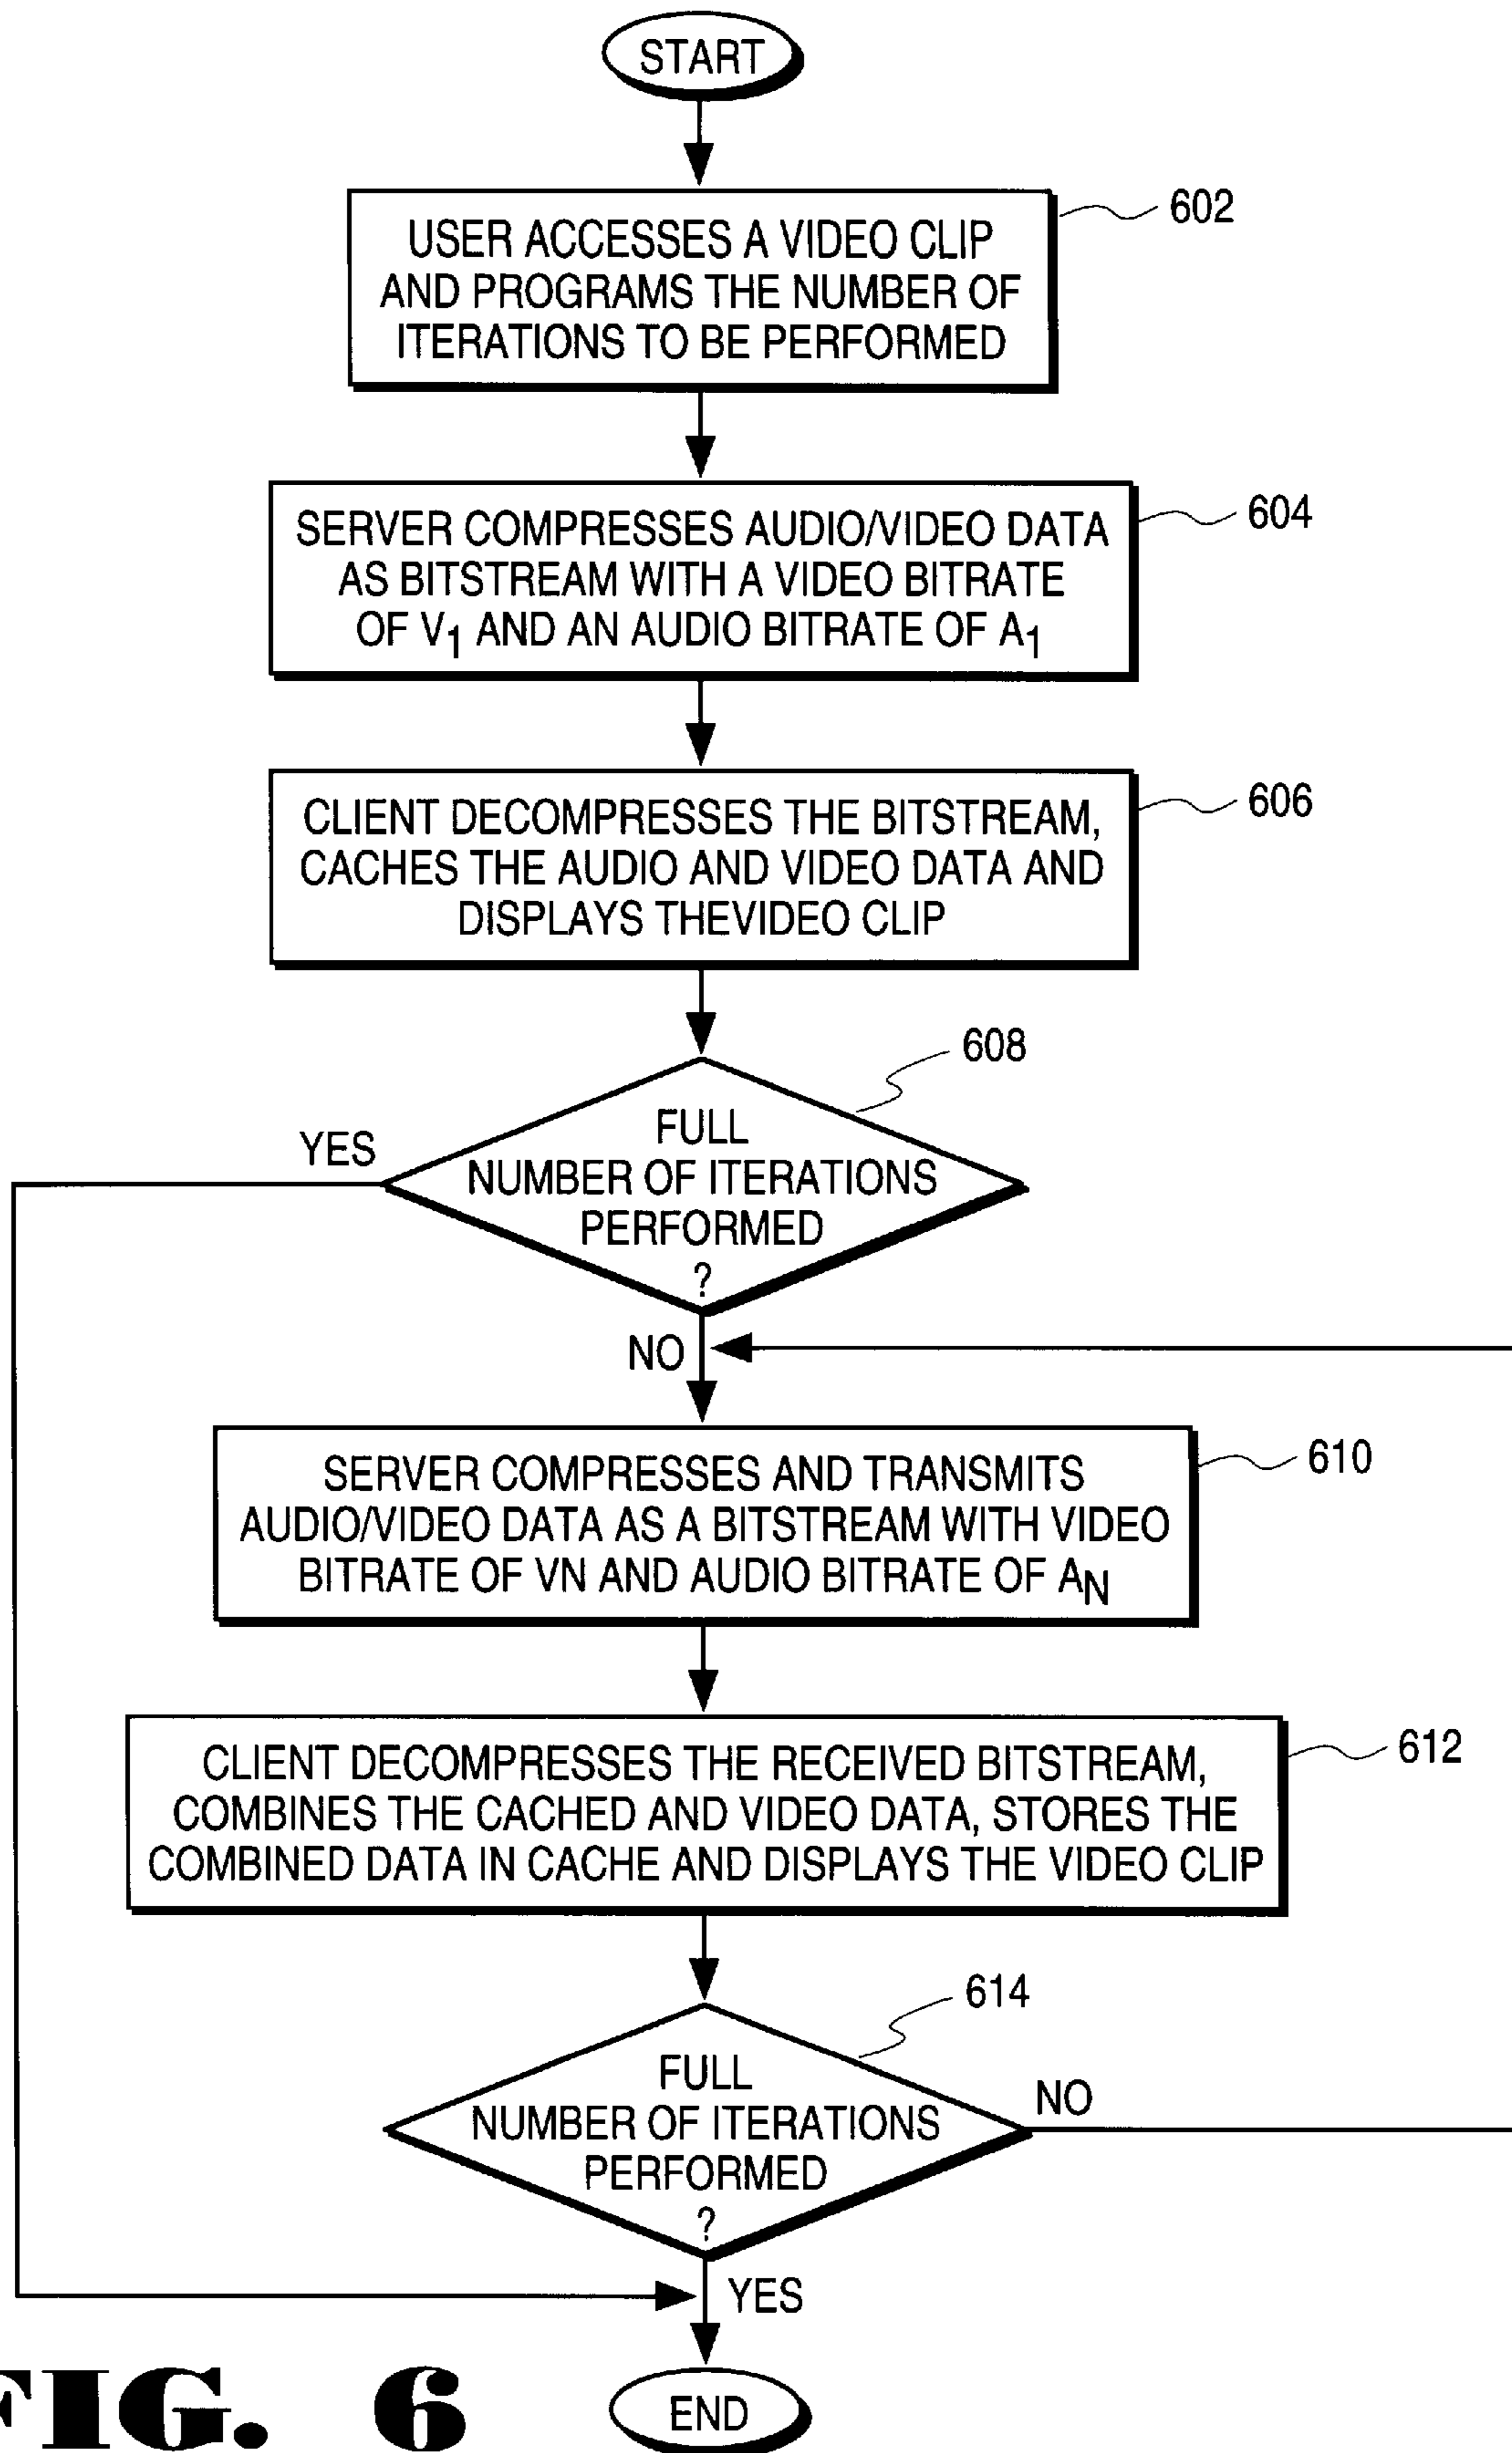 START
USER ACCESSES A VIDEO CLIP
AND PROGRAMS THE NUMBER OF
ITERATIONS TO BE PERFORMED
602
SERVER COMPRESSES AUDIO/VIDEO DATA
AS BITSTREAM WITH A VIDEO BITRATE
OF V1 AND AN AUDIO BITRATE OF A1
604
CLIENT DECOMPRESSES THE BITSTREAM,
CACHES THE AUDIO AND VIDEO DATA AND
DISPLAYS THEVIDEO CLIP
606
608
FULL
NUMBER OF ITERATIONS
PERFORMED
?
YES
NO
SERVER COMPRESSES AND TRANSMITS
AUDIO/VIDEO DATA AS A BITSTREAM WITH VIDEO
BITRATE OF VN AND AUDIO BITRATE OF AN
610
CLIENT DECOMPRESSES THE RECEIVED BITSTREAM,
COMBINES THE CACHED AND VIDEO DATA, STORES THE
COMBINED DATA IN CACHE AND DISPLAYS THE VIDEO CLIP
612
614
FULL
NUMBER OF ITERATIONS
PERFORMED
?
NO
YES
END
FIG. 6